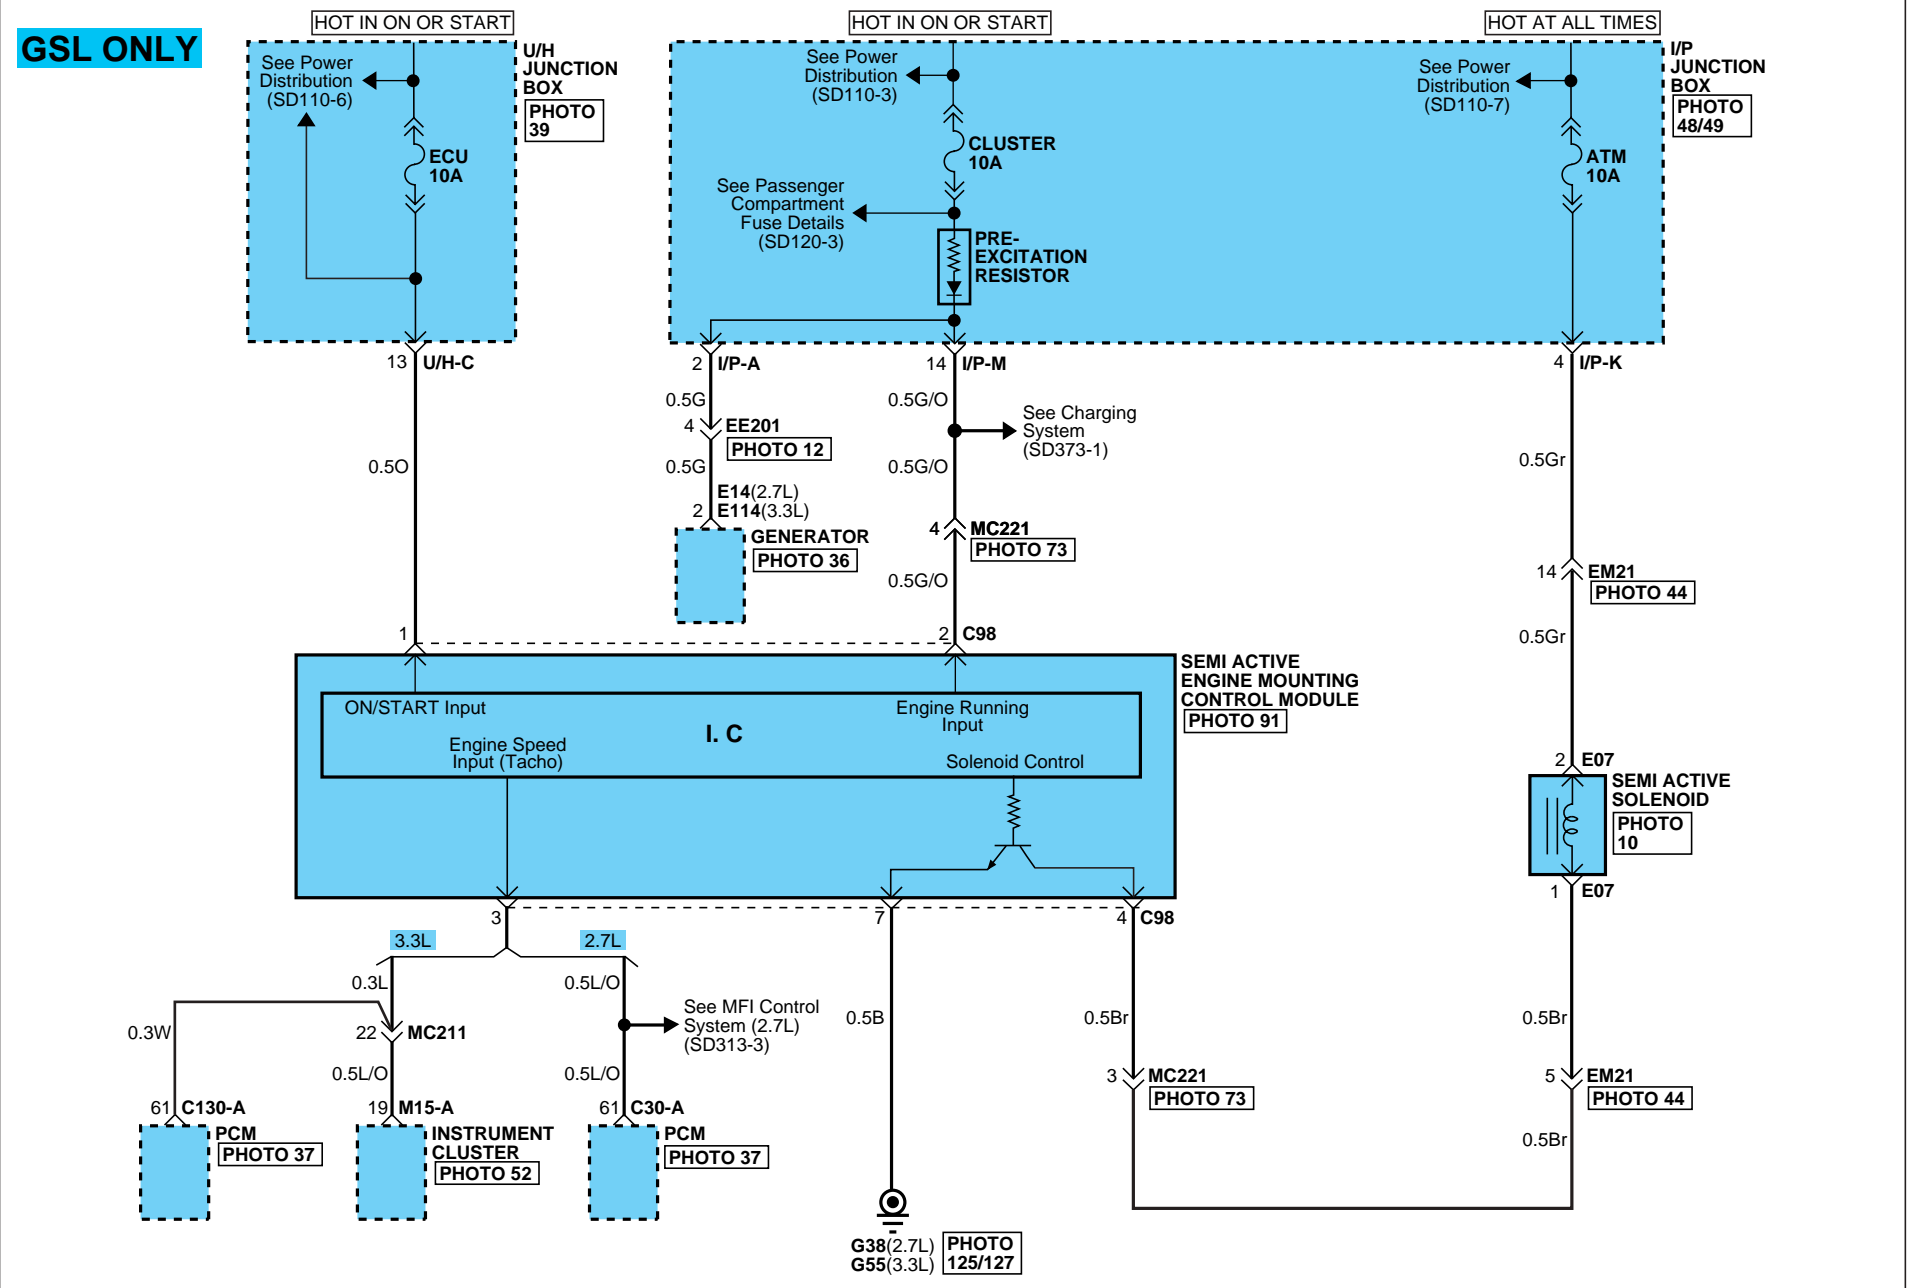 GSL ONLY
HOT IN ON OR START
HOT IN ON OR START
HOT AT ALL TIMES
See Power
Distribution
(SD110-6)
ECU
10A
U/H
JUNCTION
BOX
PHOTO
39
See Power
Distribution
(SD110-3)
CLUSTER
10A
See Passenger
Compartment
Fuse Details
(SD120-3)
PRE-
EXCITATION
RESISTOR
See Power
Distribution
(SD110-7)
ATM
10A
I/P
JUNCTION
BOX
PHOTO
48/49
13 U/H-C
2 I/P-A
14 I/P-M
4 I/P-K
0.5O
0.5G
4 EE201
PHOTO 12
0.5G
E14(2.7L)
2 E114(3.3L)
GENERATOR
PHOTO 36
0.5G/O
See Charging
System
(SD373-1)
0.5G/O
4 MC221
PHOTO 73
0.5G/O
0.5Gr
14 EM21
PHOTO 44
0.5Gr
1
2 C98
SEMI ACTIVE
ENGINE MOUNTING
CONTROL MODULE
PHOTO 91
ON/START Input
Engine Running
Input
I. C
Engine Speed
Input (Tacho)
Solenoid Control
2 E07
SEMI ACTIVE
SOLENOID
PHOTO
10
1 E07
3
7
4 C98
3.3L
2.7L
0.3L
0.5L/O
0.3W
22 MC211
See MFI Control
System (2.7L)
(SD313-3)
0.5L/O
0.5L/O
61 C130-A
19 M15-A
61 C30-A
PCM
PHOTO 37
INSTRUMENT
CLUSTER
PHOTO 52
PCM
PHOTO 37
0.5B
0.5Br
0.5Br
3 MC221
PHOTO 73
5 EM21
PHOTO 44
0.5Br
G38(2.7L)
G55(3.3L)
PHOTO
125/127